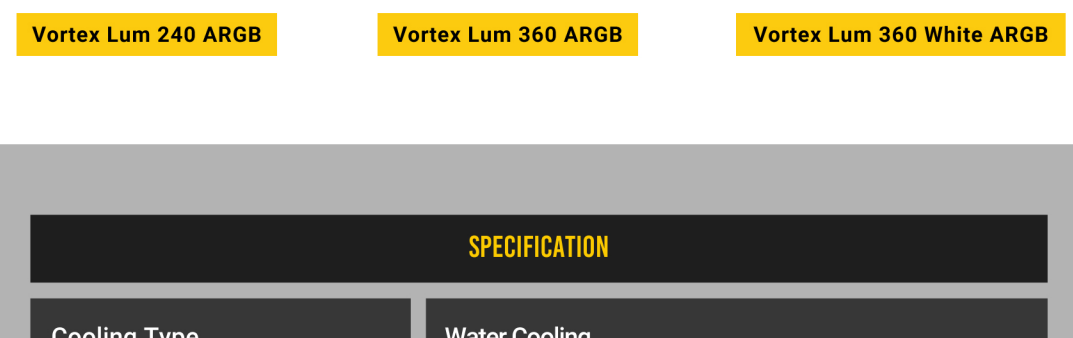 Vortex Lum 240 ARGB
Vortex Lum 360 ARGB
Vortex Lum 360 White ARGB
SPECIFICATION
Cooling Type
Water Cooling